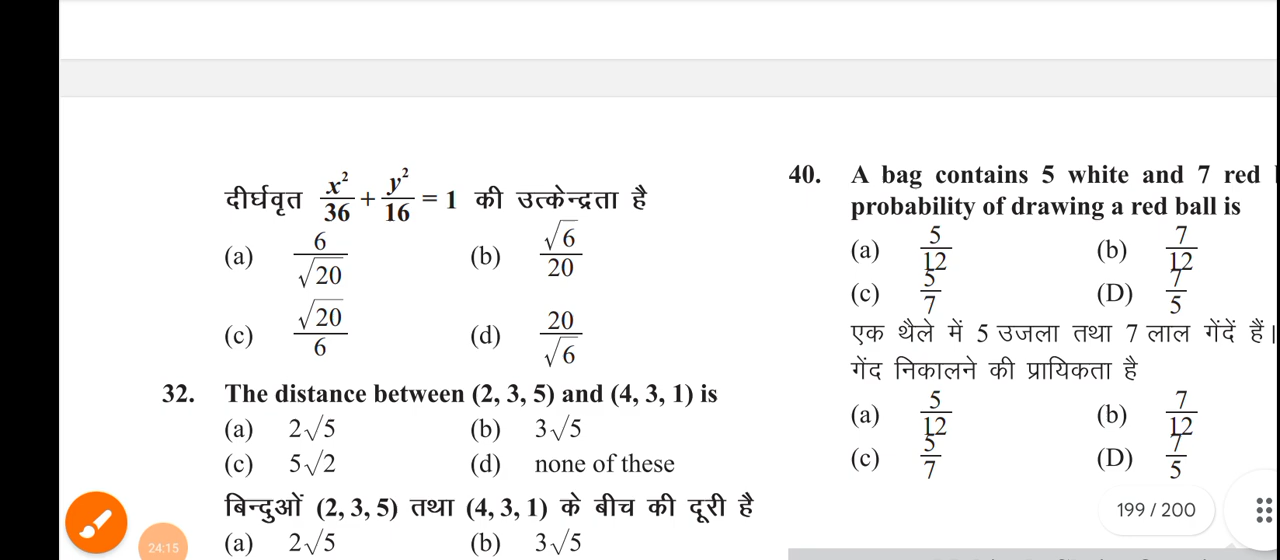 दीर्घवृत x²/36 + y²/16 = 1 की उत्केन्द्रता है
(a) 6/√20 (b) √6/20
(c) √20/6 (d) 20/√6
32. The distance between (2, 3, 5) and (4, 3, 1) is
(a) 2√5 (b) 3√5
(c) 5√2 (d) none of these
बिन्दुओं (2, 3, 5) तथा (4, 3, 1) के बीच की दूरी है
(a) 2√5 (b) 3√5
40. A bag contains 5 white and 7 red
probability of drawing a red ball is
(a) 5/12 (b) 7/12
(c) 5/7 (D) 7/5
एक थैले में 5 उजला तथा 7 लाल गेंदें हैं।
गेंद निकालने की प्रायिकता है
(a) 5/12 (b) 7/12
(c) 5/7 (D) 7/5
199 / 200
24:15